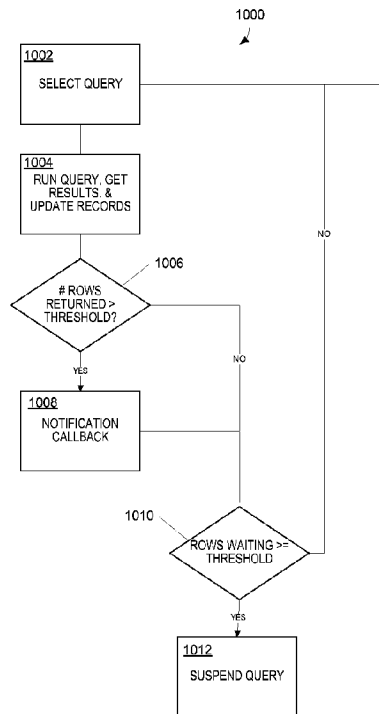 1000
1002
SELECT QUERY
1004
RUN QUERY, GET
RESULTS, &
UPDATE RECORDS
NO
1006
# ROWS
RETURNED >
THRESHOLD?
NO
YES
1008
NOTIFICATION
CALLBACK
1010
ROWS WAITING >=
THRESHOLD
YES
1012
SUSPEND QUERY